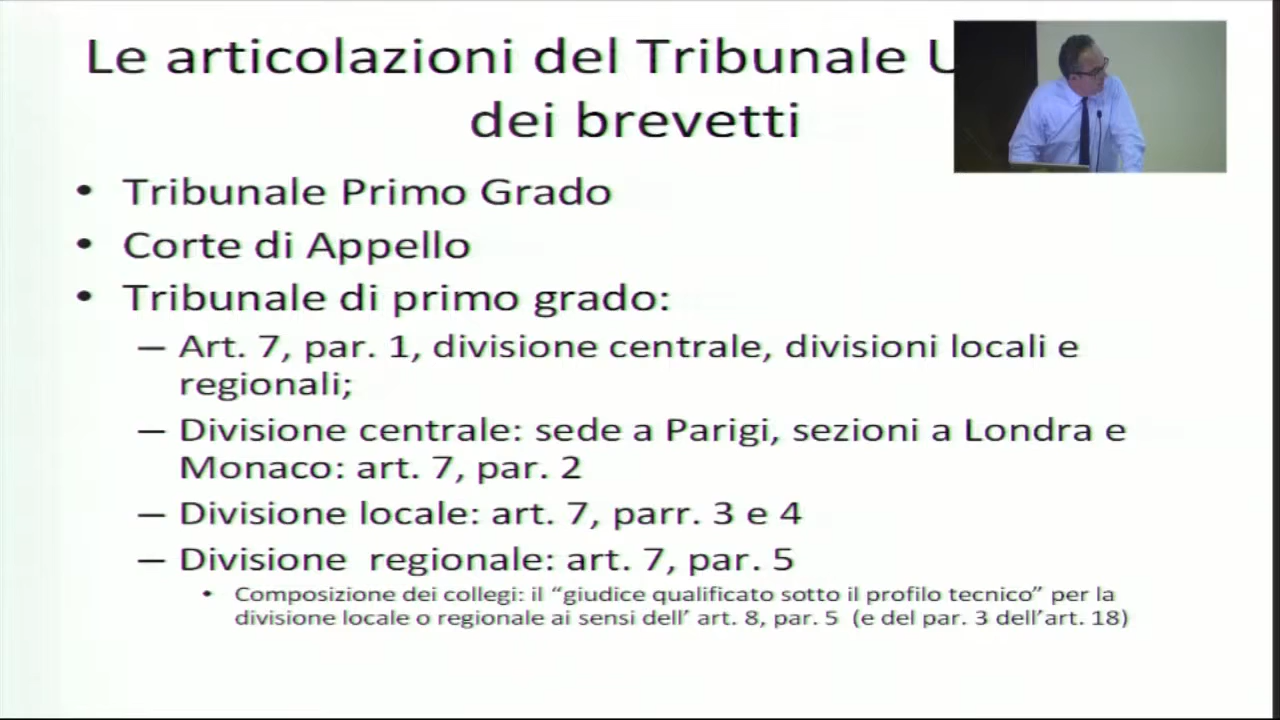 Le articolazioni del Tribunale
dei brevetti
• Tribunale Primo Grado
• Corte di Appello
• Tribunale di primo grado:
– Art. 7, par. 1, divisione centrale, divisioni locali e
regionali;
– Divisione centrale: sede a Parigi, sezioni a Londra e
Monaco: art. 7, par. 2
– Divisione locale: art. 7, parr. 3 e 4
– Divisione regionale: art. 7, par. 5
• Composizione dei collegi: il “giudice qualificato sotto il profilo tecnico” per la
divisione locale o regionale ai sensi dell’ art. 8, par. 5 (e del par. 3 dell’art. 18)